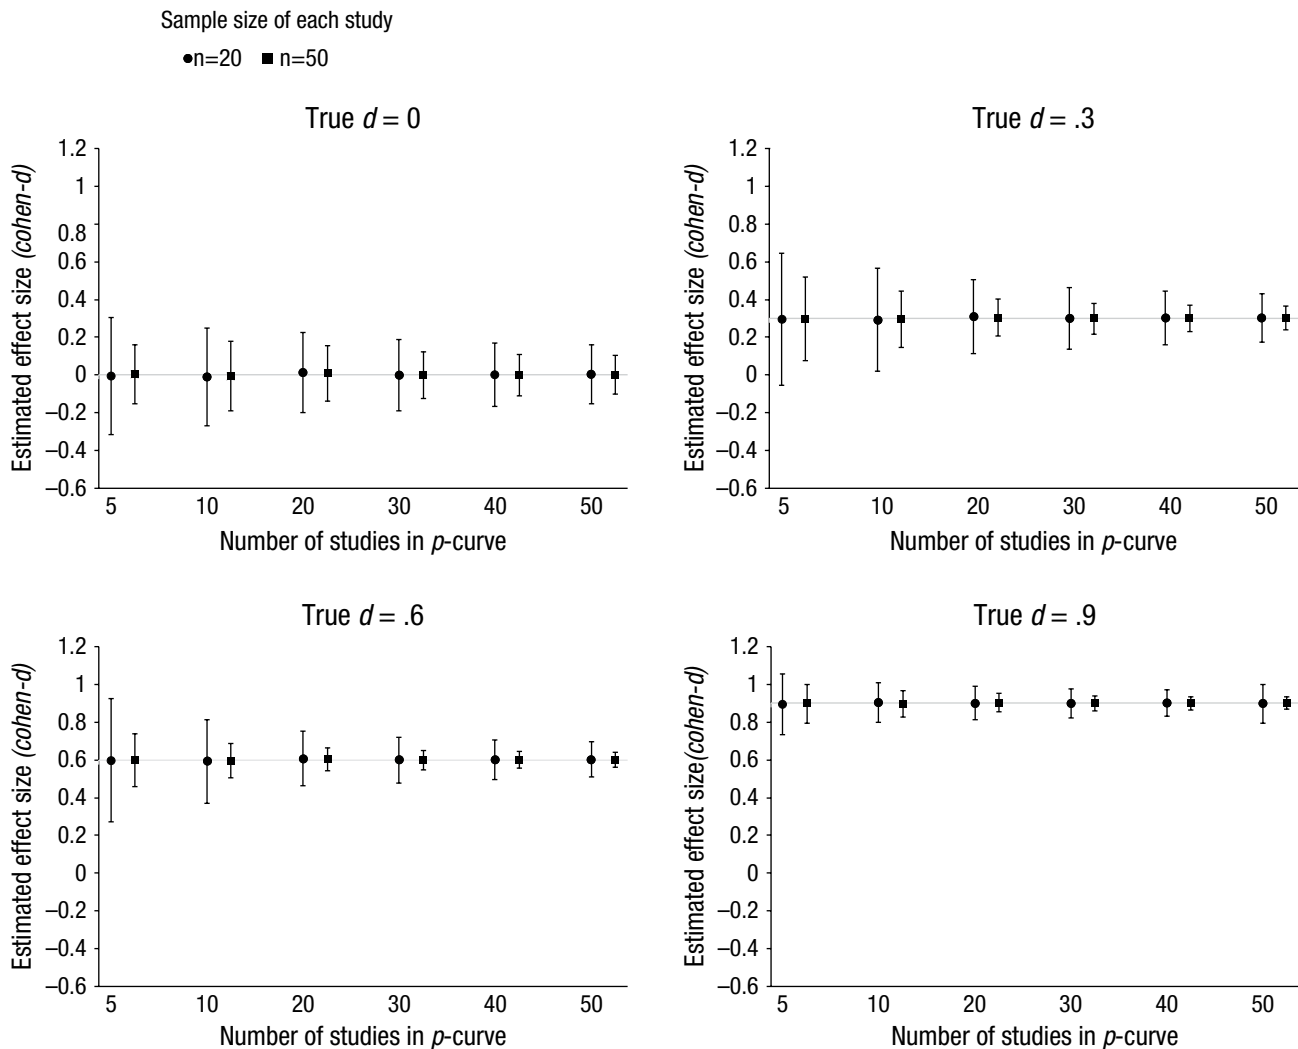 Sample size of each study
●n=20 ■ n=50
True d = 0
Estimated effect size (cohen-d)
1.2
1
0.8
0.6
0.4
0.2
0
–0.2
–0.4
–0.6
5 10 20 30 40 50
Number of studies in p-curve
True d = .3
Estimated effect size (cohen-d)
1.2
1
0.8
0.6
0.4
0.2
0
–0.2
–0.4
–0.6
5 10 20 30 40 50
Number of studies in p-curve
True d = .6
Estimated effect size (cohen-d)
1.2
1
0.8
0.6
0.4
0.2
0
–0.2
–0.4
–0.6
5 10 20 30 40 50
Number of studies in p-curve
True d = .9
Estimated effect size(cohen-d)
1.2
1
0.8
0.6
0.4
0.2
0
–0.2
–0.4
–0.6
5 10 20 30 40 50
Number of studies in p-curve